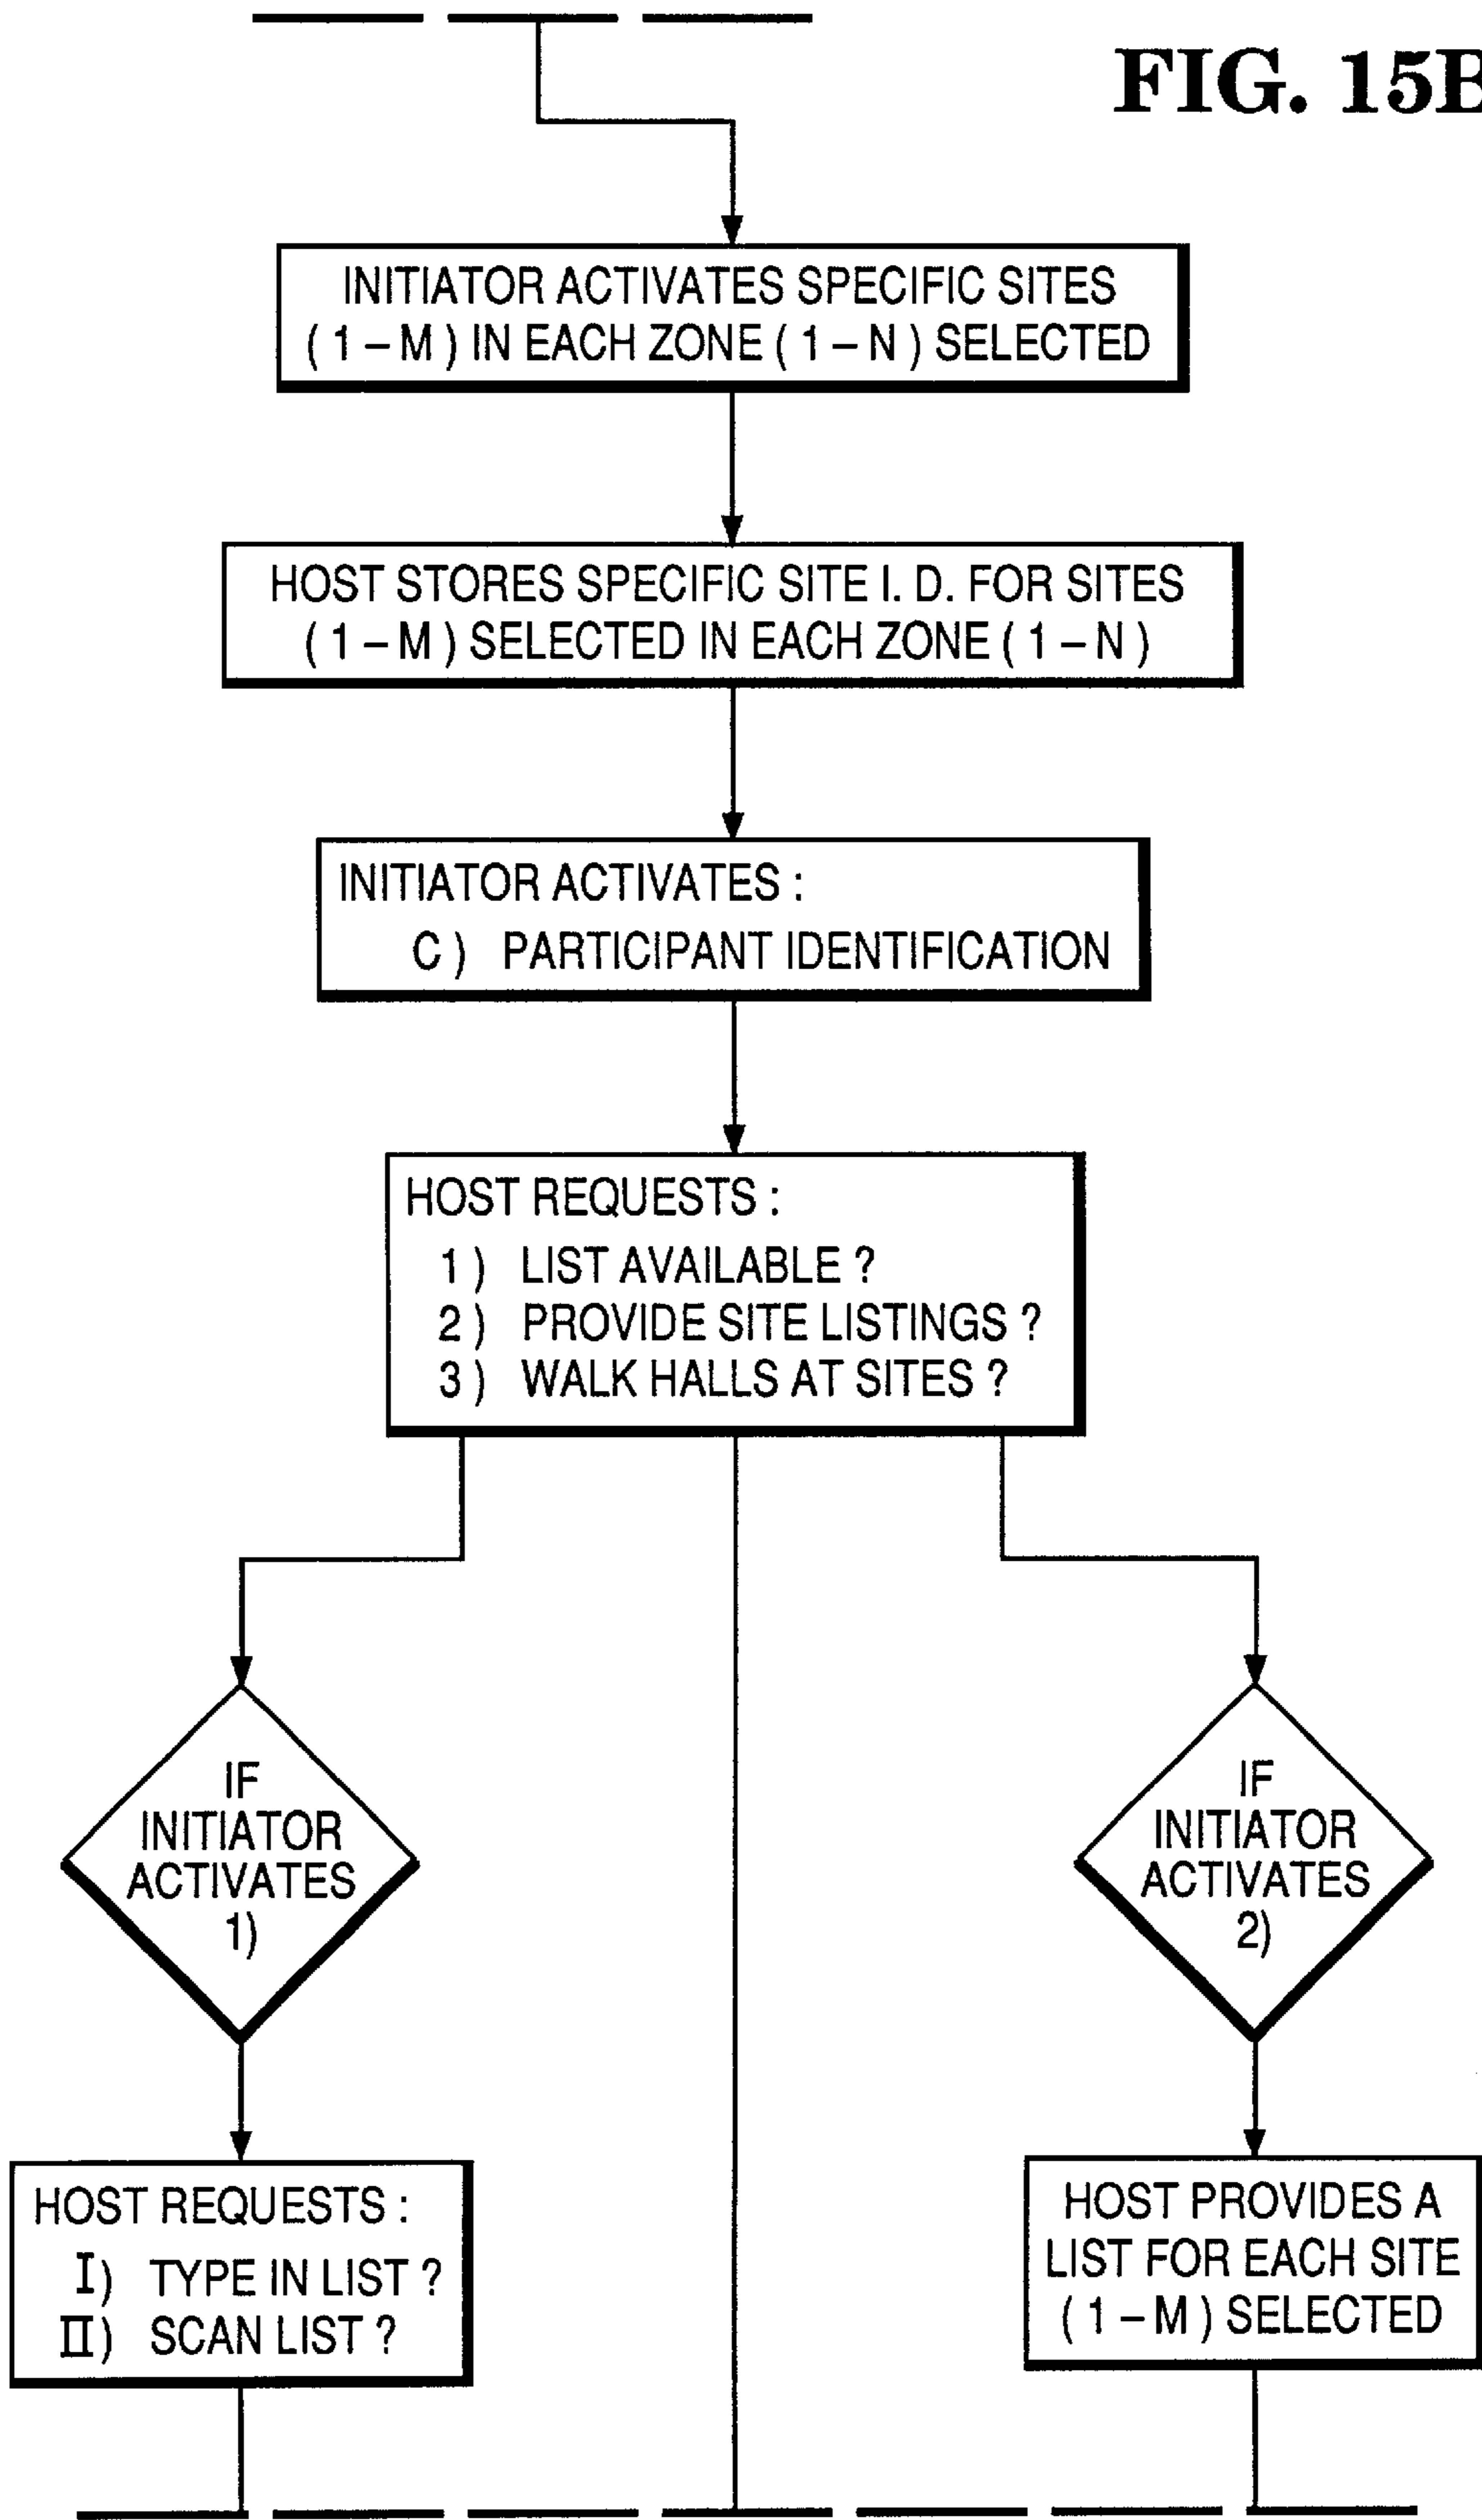 FIG. 15B
INITIATOR ACTIVATES SPECIFIC SITES
( 1 – M ) IN EACH ZONE ( 1 – N ) SELECTED
HOST STORES SPECIFIC SITE I. D. FOR SITES
( 1 – M ) SELECTED IN EACH ZONE ( 1 – N )
INITIATOR ACTIVATES :
C ) PARTICIPANT IDENTIFICATION
HOST REQUESTS :
1 ) LIST AVAILABLE ?
2 ) PROVIDE SITE LISTINGS ?
3 ) WALK HALLS AT SITES ?
IF
INITIATOR
ACTIVATES
1)
IF
INITIATOR
ACTIVATES
2)
HOST REQUESTS :
I) TYPE IN LIST ?
II) SCAN LIST ?
HOST PROVIDES A
LIST FOR EACH SITE
( 1 – M ) SELECTED